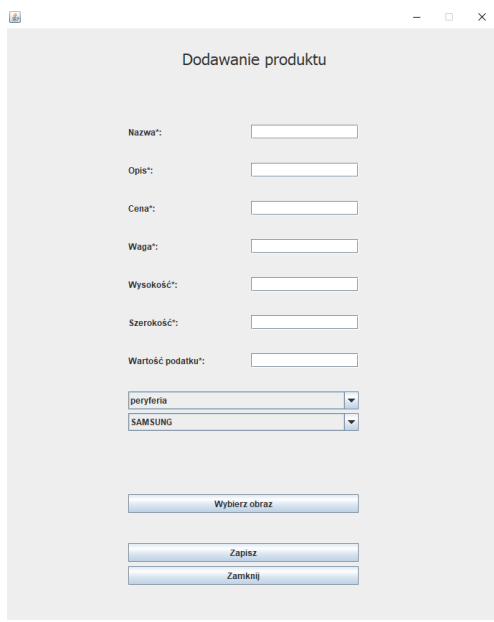 Dodawanie produktu
Nazwa*:
Opis*:
Cena*:
Waga*:
Wysokość*:
Szerokość*:
Wartość podatku*:
peryferia
SAMSUNG
Wybierz obraz
Zapisz
Zamknij